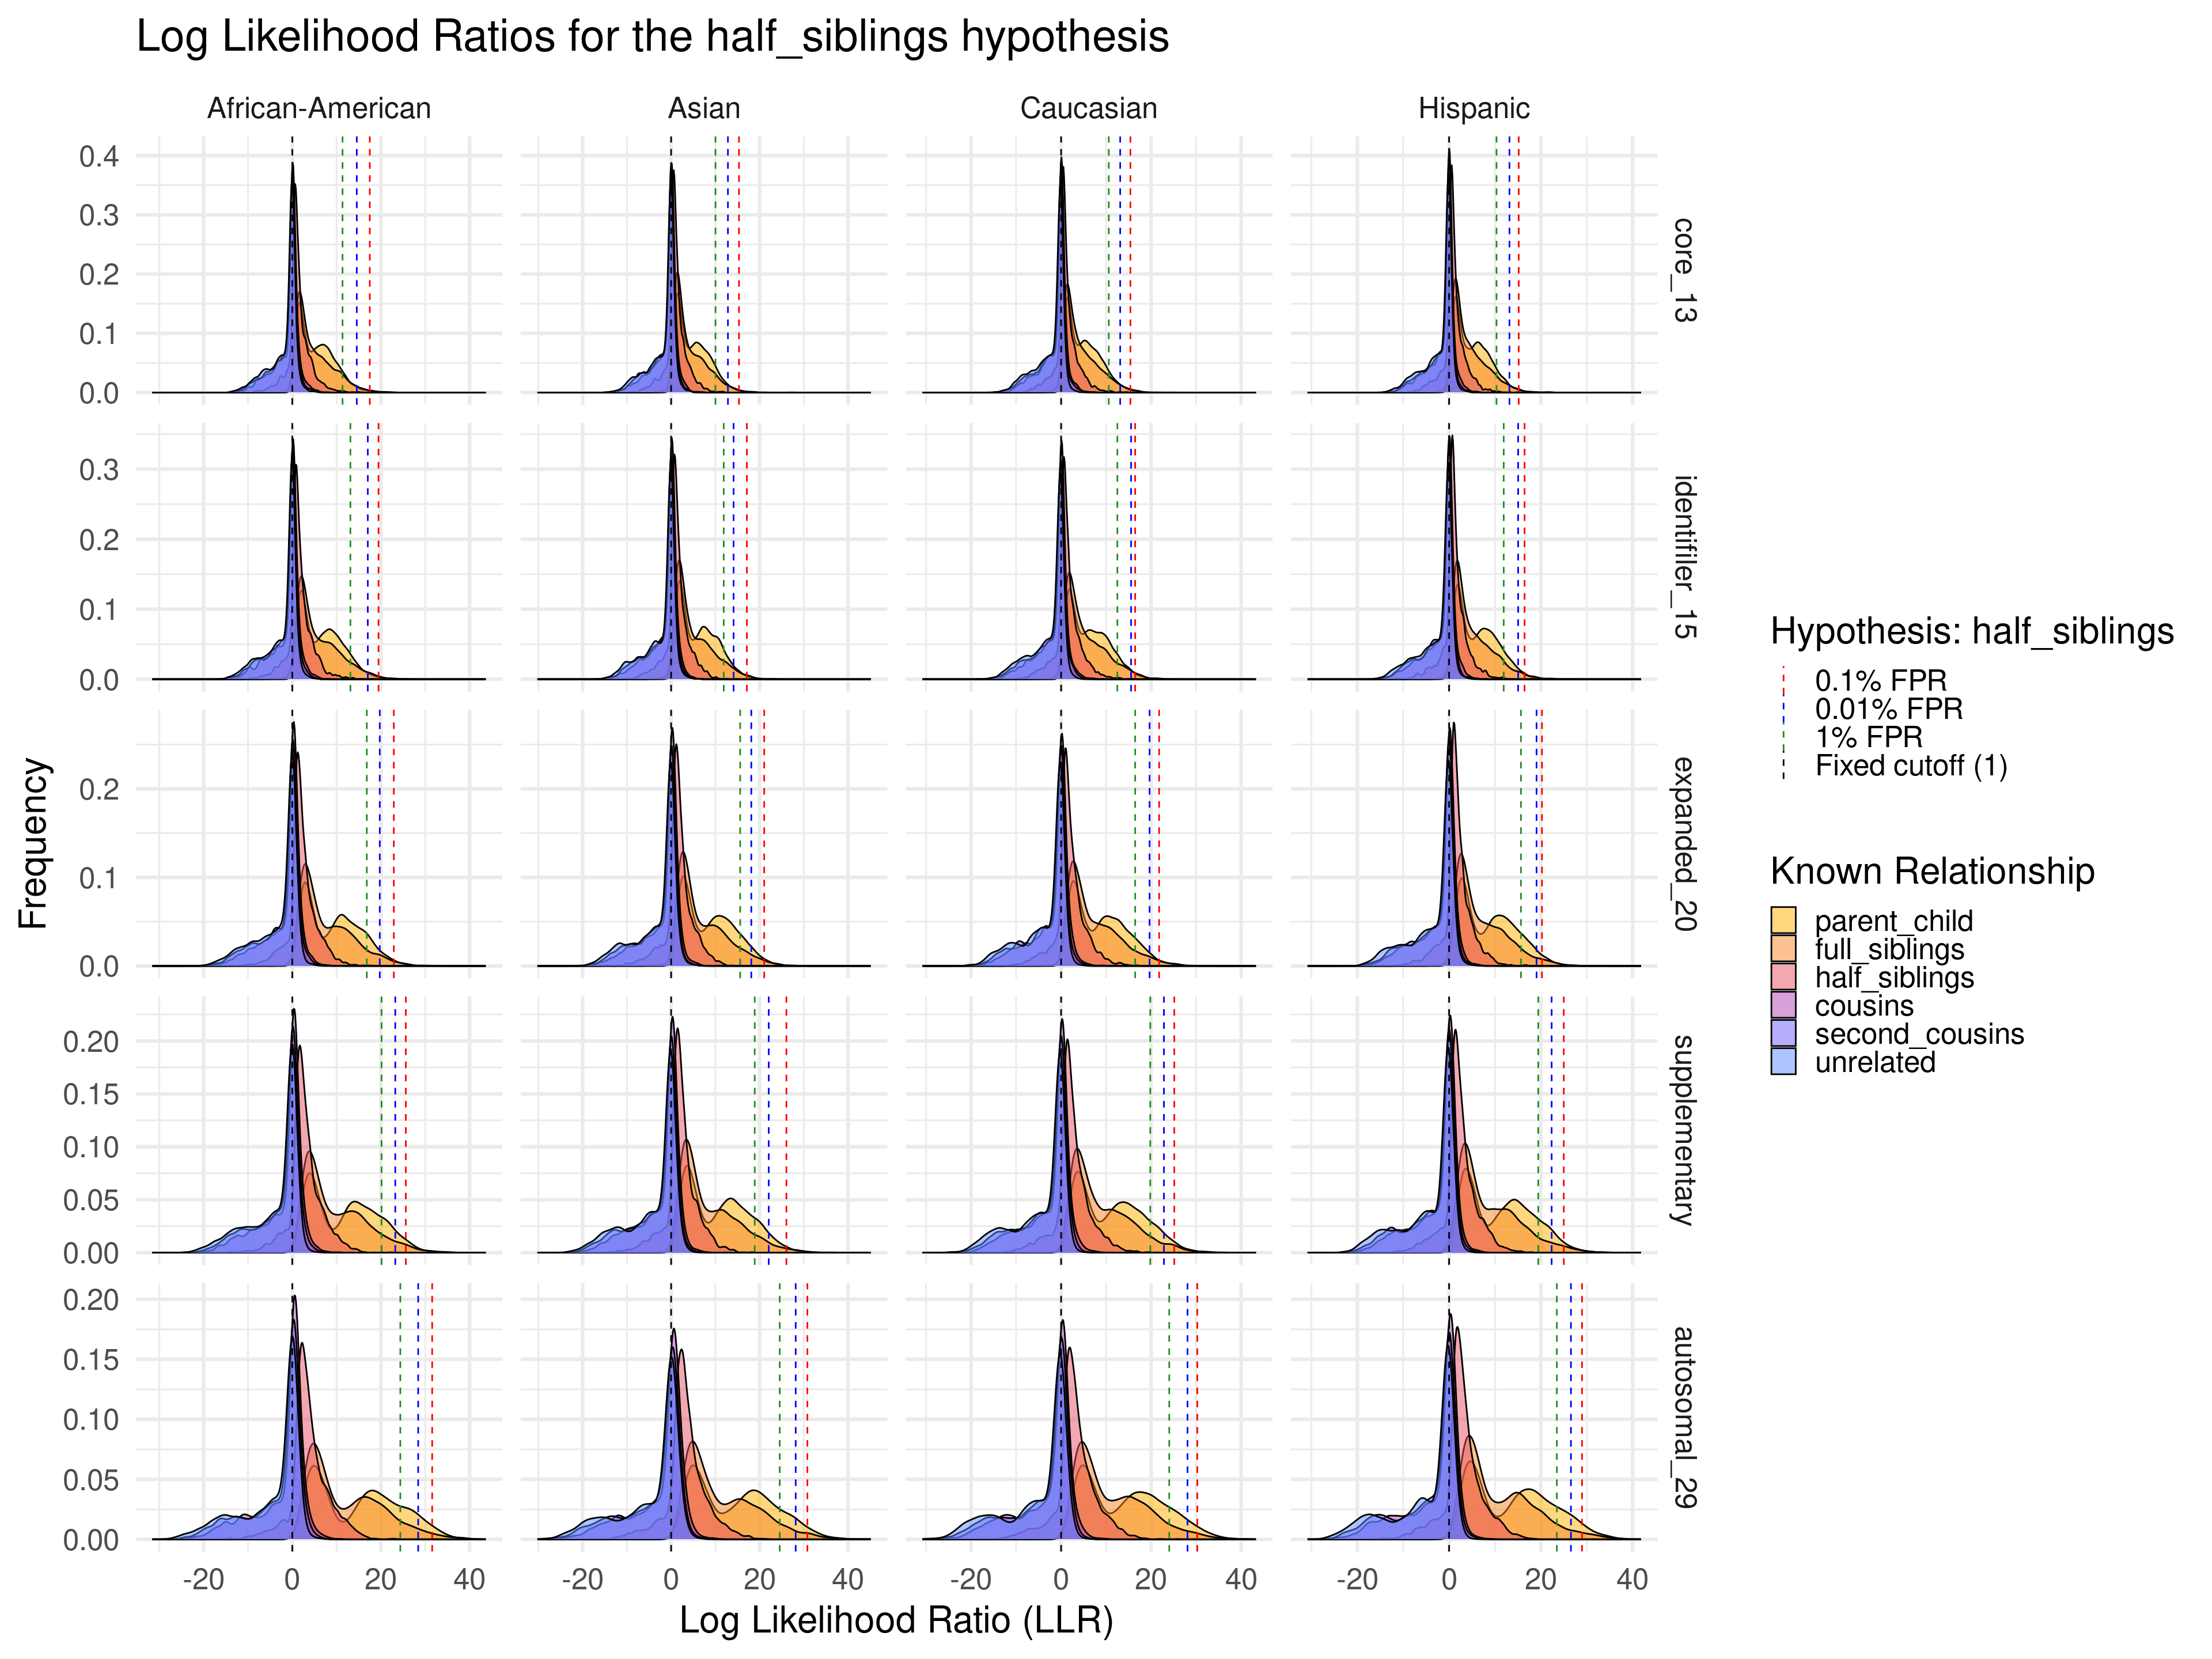 Log Likelihood Ratios for the half_siblings hypothesis
African-American Asian Caucasian Hispanic
0.4
0.3
0.2
0.1
0.0
core_13
0.3
0.2
0.1
0.0
identifiler_15
0.2
0.1
0.0
expanded_20
0.20
0.15
0.10
0.05
0.00
supplementary
0.20
0.15
0.10
0.05
0.00
autosomal_29
-20 0 20 40 -20 0 20 40 -20 0 20 40 -20 0 20 40
Log Likelihood Ratio (LLR)
Frequency
Hypothesis: half_siblings
0.1% FPR
0.01% FPR
1% FPR
Fixed cutoff (1)
Known Relationship
parent_child
full_siblings
half_siblings
cousins
second_cousins
unrelated